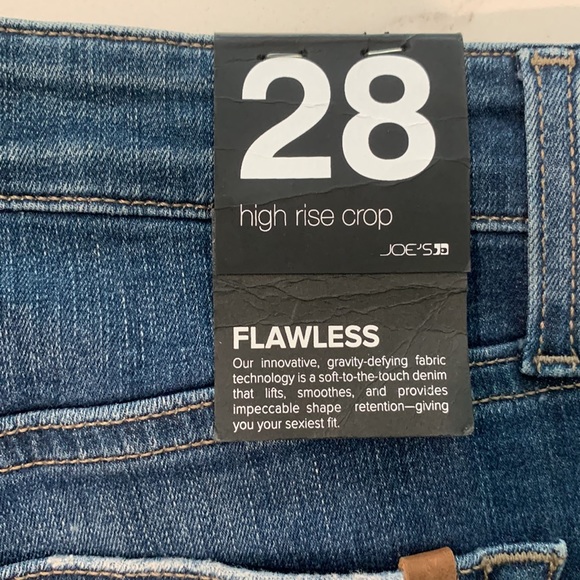 28
high rise crop
JOE'S
FLAWLESS
Our innovative, gravity-defying fabric
technology is a soft-to-the-touch denim
that lifts, smoothes, and provides
impeccable shape retention—giving
you your sexiest fit.